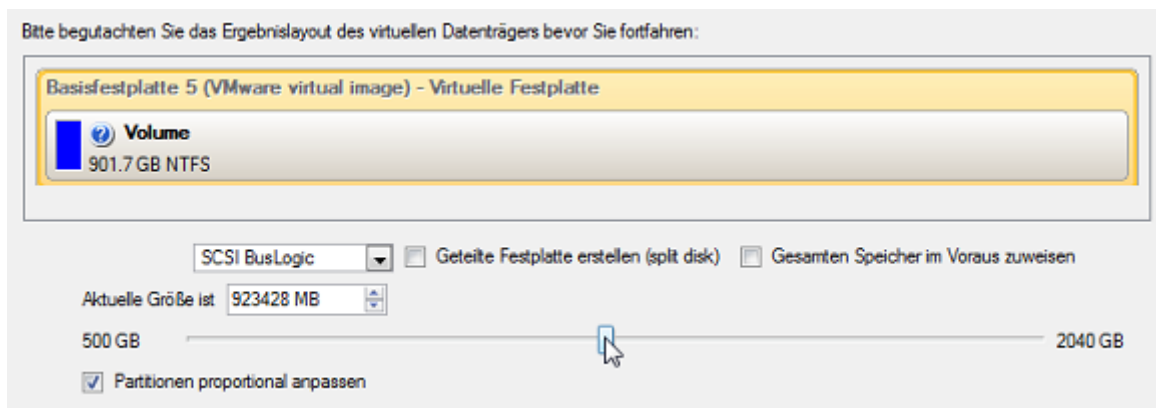 Bitte begutachten Sie das Ergebnislayout des virtuellen Datenträgers bevor Sie fortfahren:
Basisfestplatte 5 (VMware virtual image) - Virtuelle Festplatte
Volume
901.7 GB NTFS
SCSI BusLogic Geteilte Festplatte erstellen (split disk) Gesamten Speicher im Voraus zuweisen
Aktuelle Größe ist 923428 MB
500 GB 2040 GB
Partitionen proportional anpassen